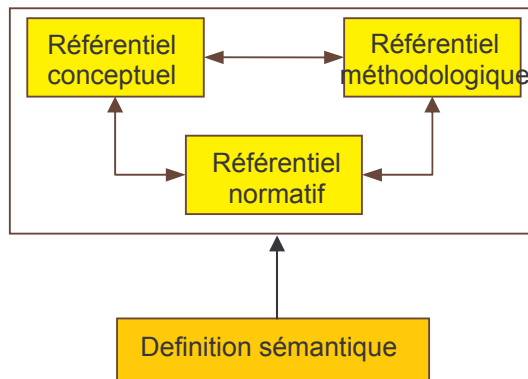 Référentiel
conceptuel
Référentiel
méthodologique
Référentiel
normatif
Definition sémantique